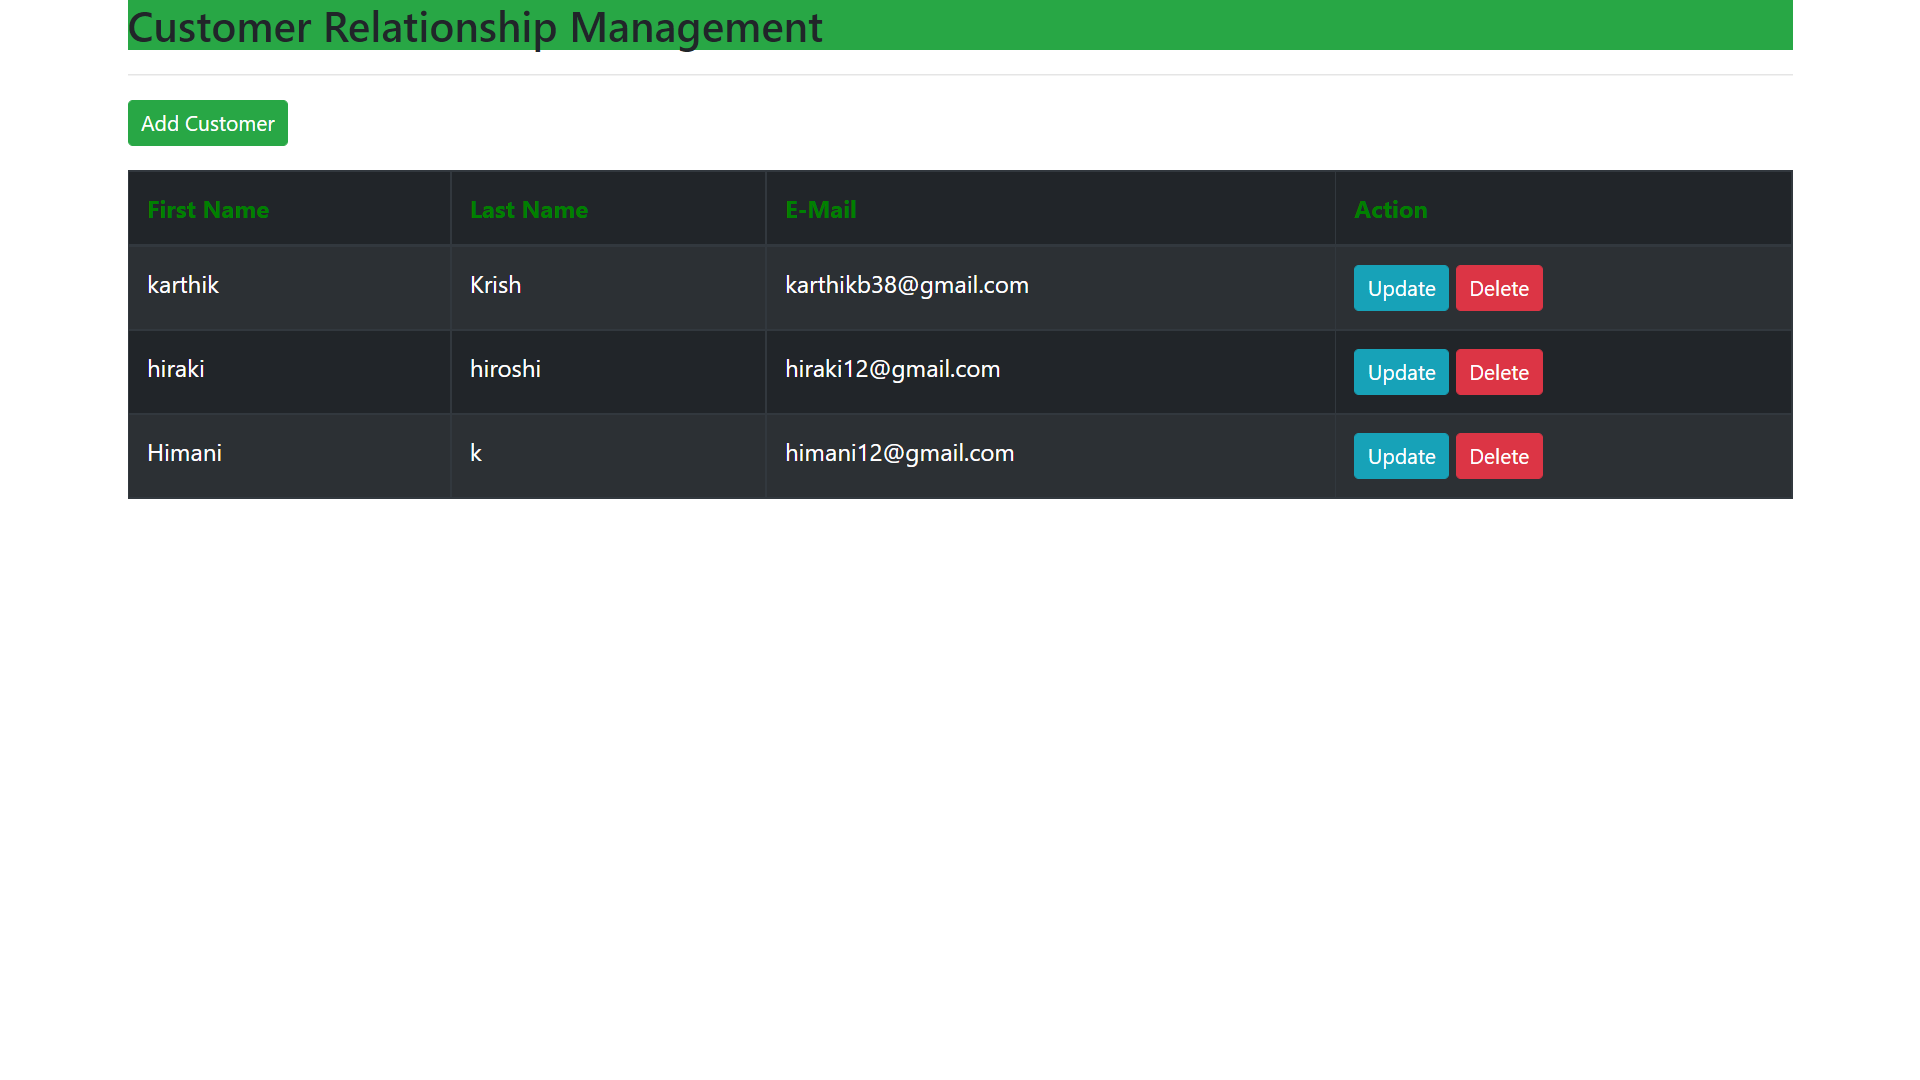 Customer Relationship Management
Add Customer
First Name Last Name E-Mail Action
karthik Krish karthikb38@gmail.com Update Delete
hiraki hiroshi hiraki12@gmail.com Update Delete
Himani k himani12@gmail.com Update Delete